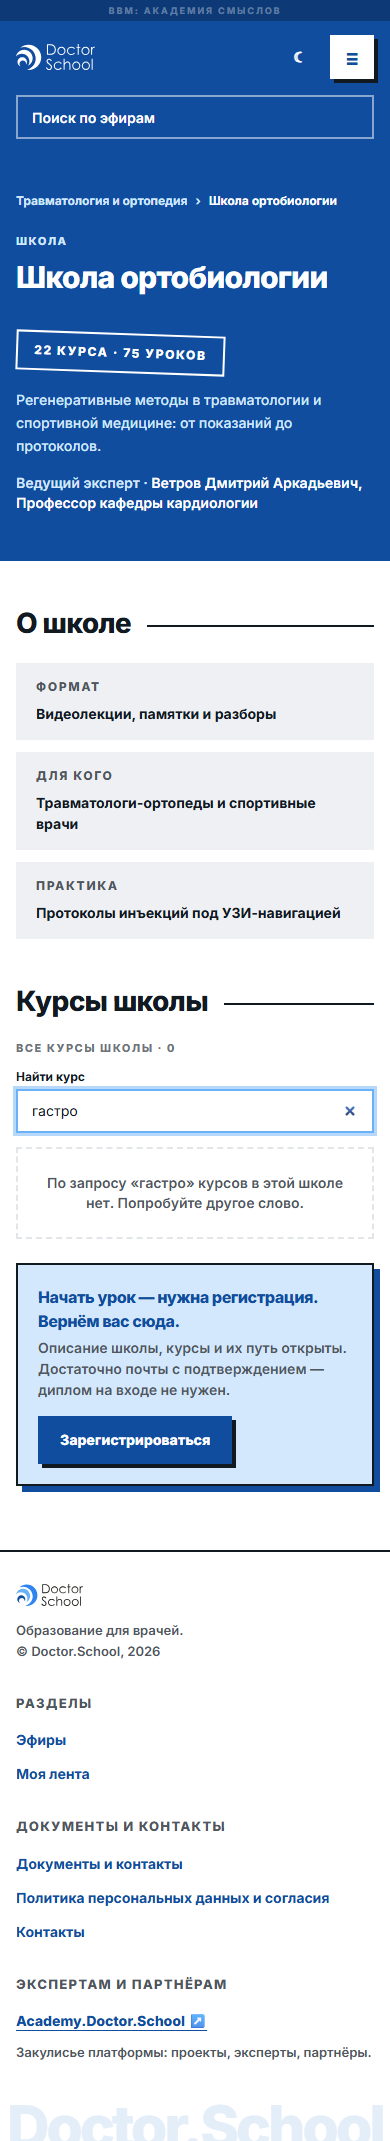 ВВМ: АКАДЕМИЯ СМЫСЛОВ
Doctor
School
Поиск по эфирам
Травматология и ортопедия › Школа ортобиологии
ШКОЛА
Школа ортобиологии
22 КУРСА · 75 УРОКОВ
Регенеративные методы в травматологии и
спортивной медицине: от показаний до
протоколов.
Ведущий эксперт · Ветров Дмитрий Аркадьевич,
Профессор кафедры кардиологии
О школе
ФОРМАТ
Видеолекции, памятки и разборы
ДЛЯ КОГО
Травматологи-ортопеды и спортивные
врачи
ПРАКТИКА
Протоколы инъекций под УЗИ-навигацией
Курсы школы
ВСЕ КУРСЫ ШКОЛЫ · 0
Найти курс
гастро
По запросу «гастро» курсов в этой школе
нет. Попробуйте другое слово.
Начать урок — нужна регистрация.
Вернём вас сюда.
Описание школы, курсы и их путь открыты.
Достаточно почты с подтверждением —
диплом на входе не нужен.
Зарегистрироваться
Doctor
School
Образование для врачей.
© Doctor.School, 2026
РАЗДЕЛЫ
Эфиры
Моя лента
ДОКУМЕНТЫ И КОНТАКТЫ
Документы и контакты
Политика персональных данных и согласия
Контакты
ЭКСПЕРТАМ И ПАРТНЁРАМ
Academy.Doctor.School ↗
Закулисье платформы: проекты, эксперты, партнёры.
Doctor.School